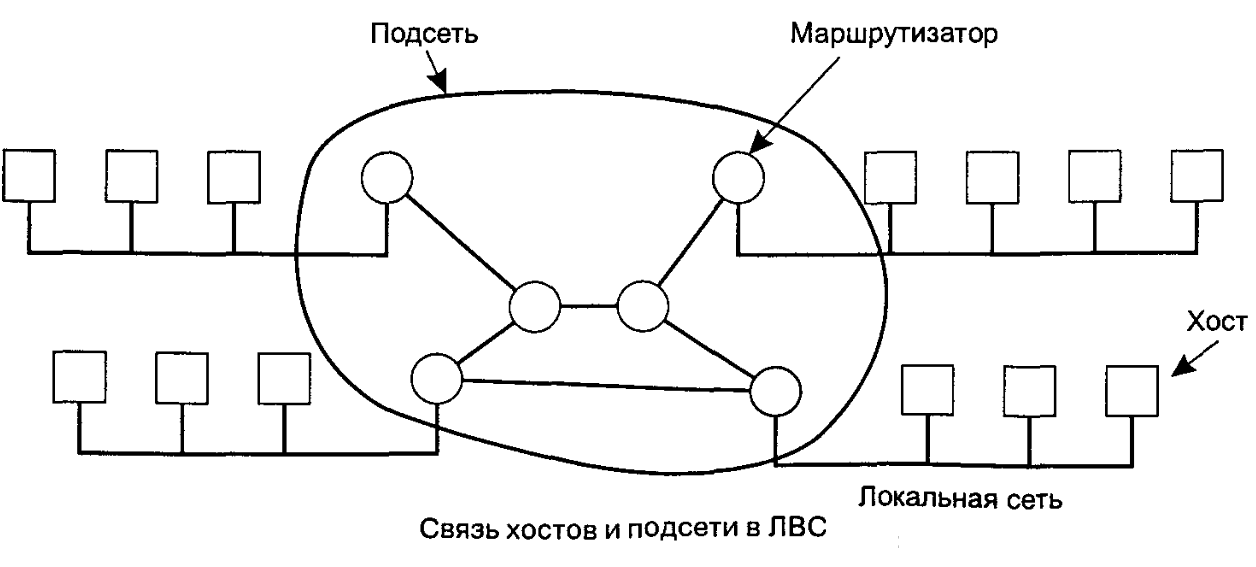 Подсеть
Маршрутизатор
Хост
Локальная сеть
Связь хостов и подсети в ЛВС